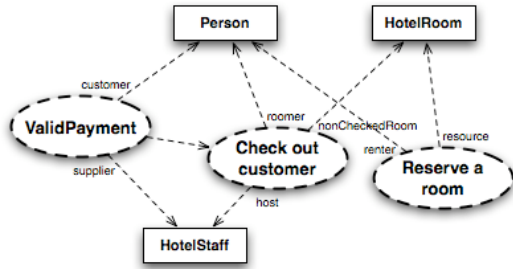 Person
HotelRoom
customer
ValidPayment
roomer
nonCheckedRoom
resource
Check out
customer
renter
Reserve a
room
supplier
host
HotelStaff